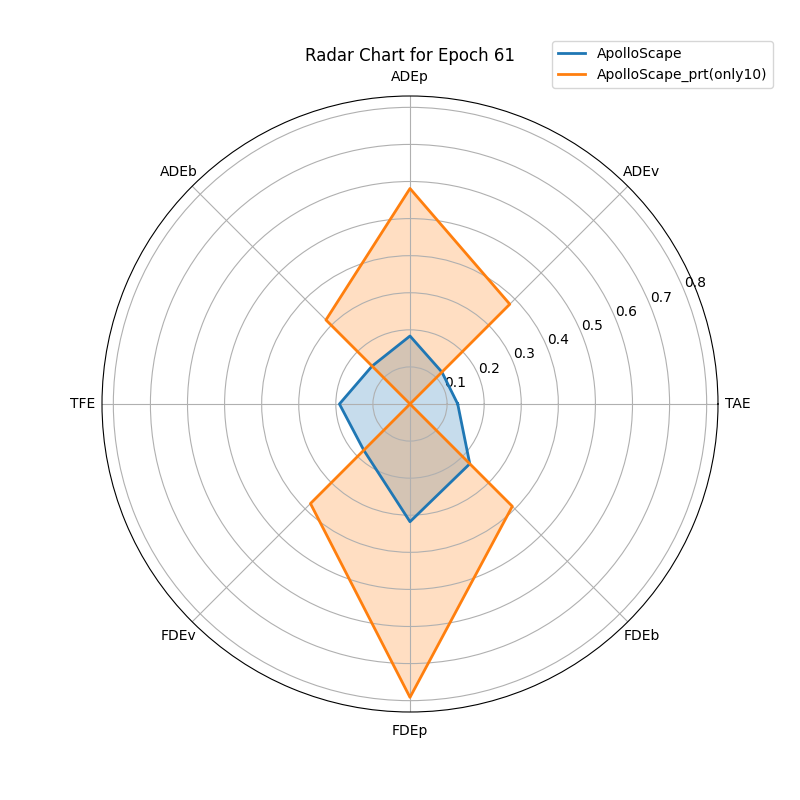 Radar Chart for Epoch 61
ApolloScape
ApolloScape_prt(only10)
ADEp
ADEb
ADEv
0.8
0.7
0.6
0.5
0.4
0.3
0.2
0.1
TFE
TAE
FDEv
FDEb
FDEp